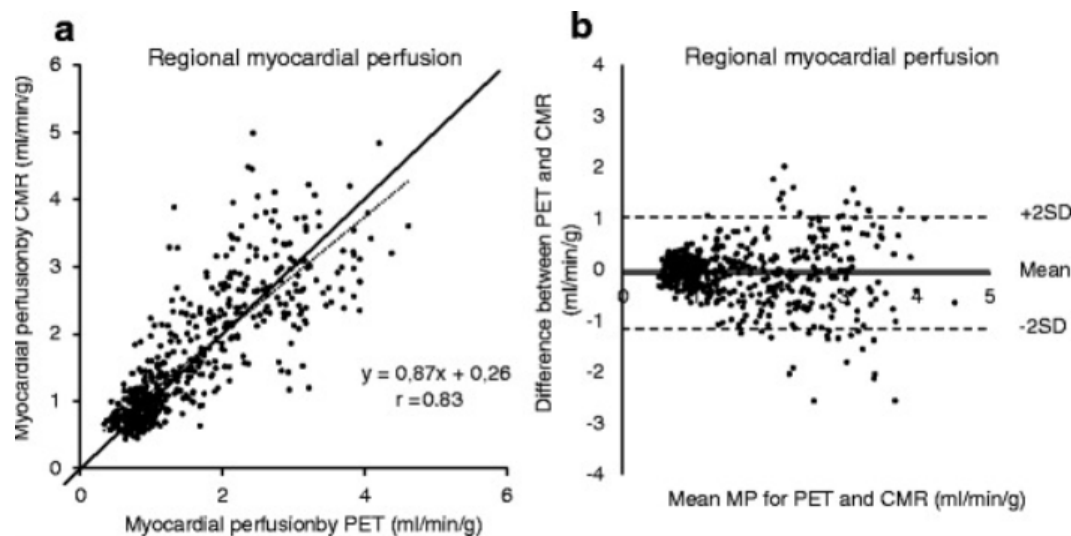 a
Regional myocardial perfusion
Myocardial perfusionby CMR (ml/min/g)
6
5
4
3
2
1
0
y = 0,87x + 0,26
r =0.83
0 2 4 6
Myocardial perfusionby PET (ml/min/g)
b
Regional myocardial perfusion
Difference between PET and CMR
(ml/min/g)
4
3
2
1
0
-1
-2
-3
-4
+2SD
Mean
-2SD
0 3 4 5
Mean MP for PET and CMR (ml/min/g)